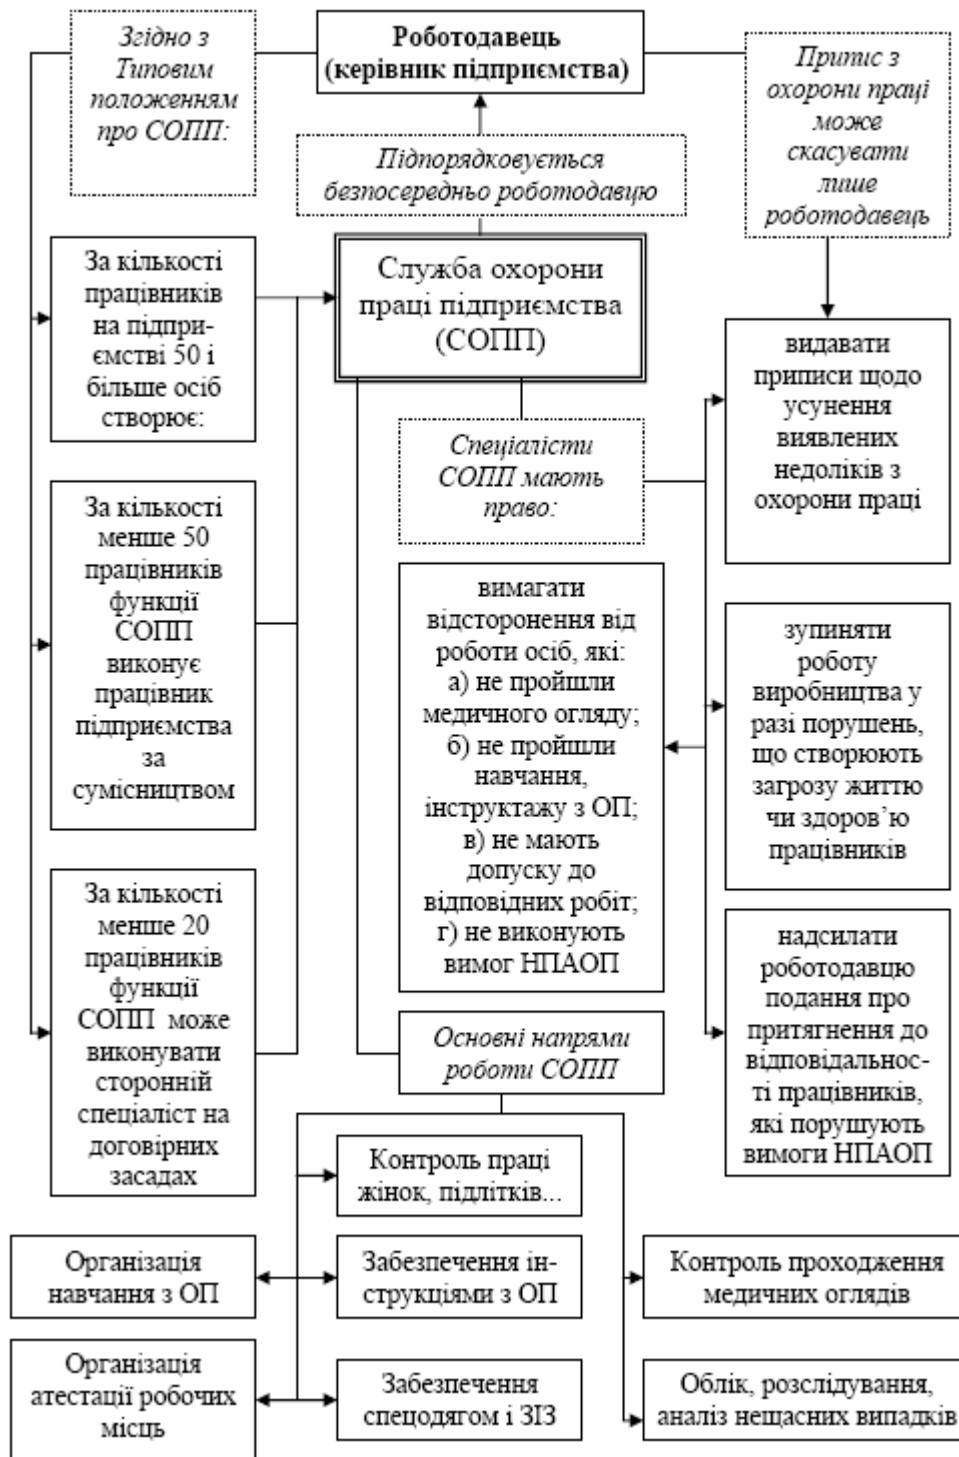 Згідно з
Типовим
положенням
про СОПП:
Роботодавець
(керівник підприємства)
Притис з
охорони праці
може
скасувати
лише
роботодавець
Підпорядковується
безпосередньо роботодавцю
За кількості
працівників
на підпри-
ємстві 50 і
більше осіб
створює:
Служба охорони
праці підприємства
(СОПП)
видавати
приписи щодо
усунення
виявлених
недоліків з
охорони праці
Спеціалісти
СОПП мають
право:
За кількості
менше 50
працівників
функції
СОПП
виконує
працівник
підприємства
за
сумісництвом
вимагати
відсторонення від
роботи осіб, які:
а) не пройшли
медичного огляду;
б) не пройшли
навчання,
інструктажу з ОП;
в) не мають
допуску до
відповідних робіт;
г) не виконують
вимог НПАОП
зупиняти
роботу
виробництва у
разі порушень,
що створюють
загрозу життю
чи здоров’ю
працівників
За кількості
менше 20
працівників
функції
СОПП може
виконувати
сторонній
спеціаліст на
договірних
засадах
надсилати
роботодавцю
подання про
притягнення до
відповідальнос-
ті працівників,
які порушують
вимоги НПАОП
Основні напрями
роботи СОПП
Контроль праці
жінок, підлітків...
Організація
навчання з ОП
Забезпечення ін-
струкціями з ОП
Контроль проходження
медичних оглядів
Організація
атестації робочих
місць
Забезпечення
спецодягом і ЗІЗ
Облік, розслідування,
аналіз нещасних випадків